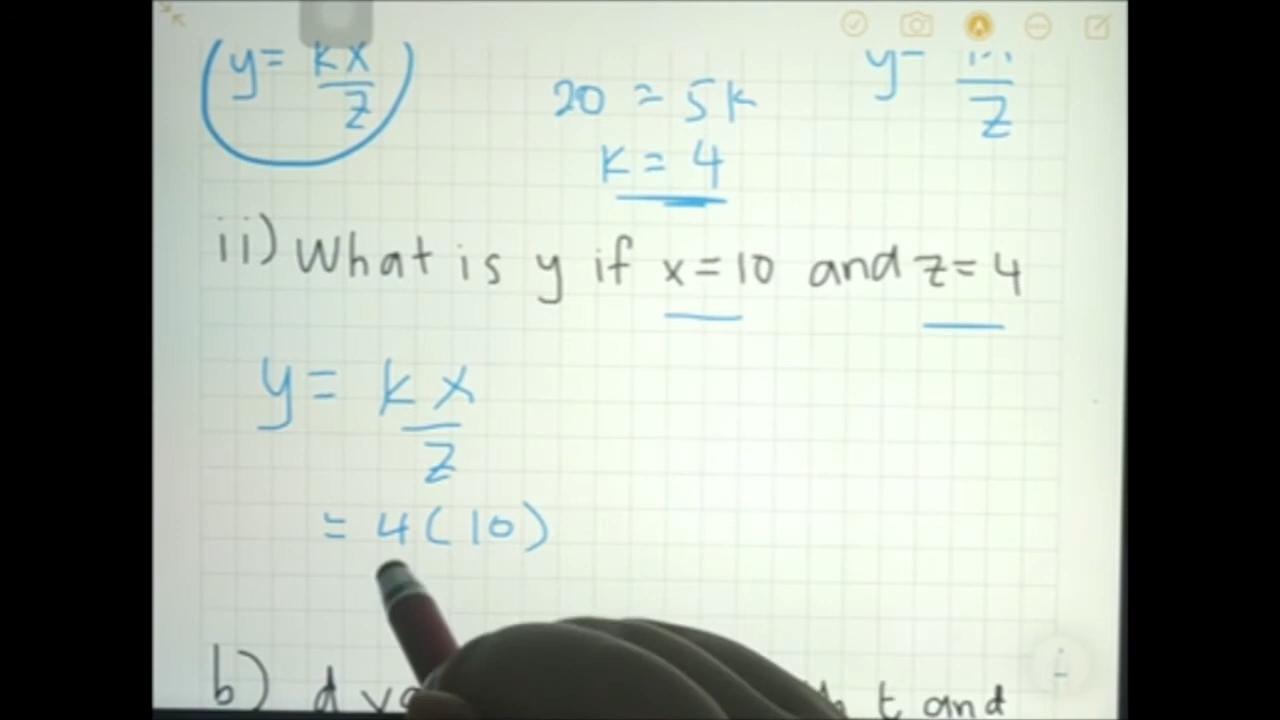 y = kx/z
20 = 5k
y =
z
k = 4
ii) What is y if x=10 and z=4
y = kx/z
= 4(10)
b) d t and